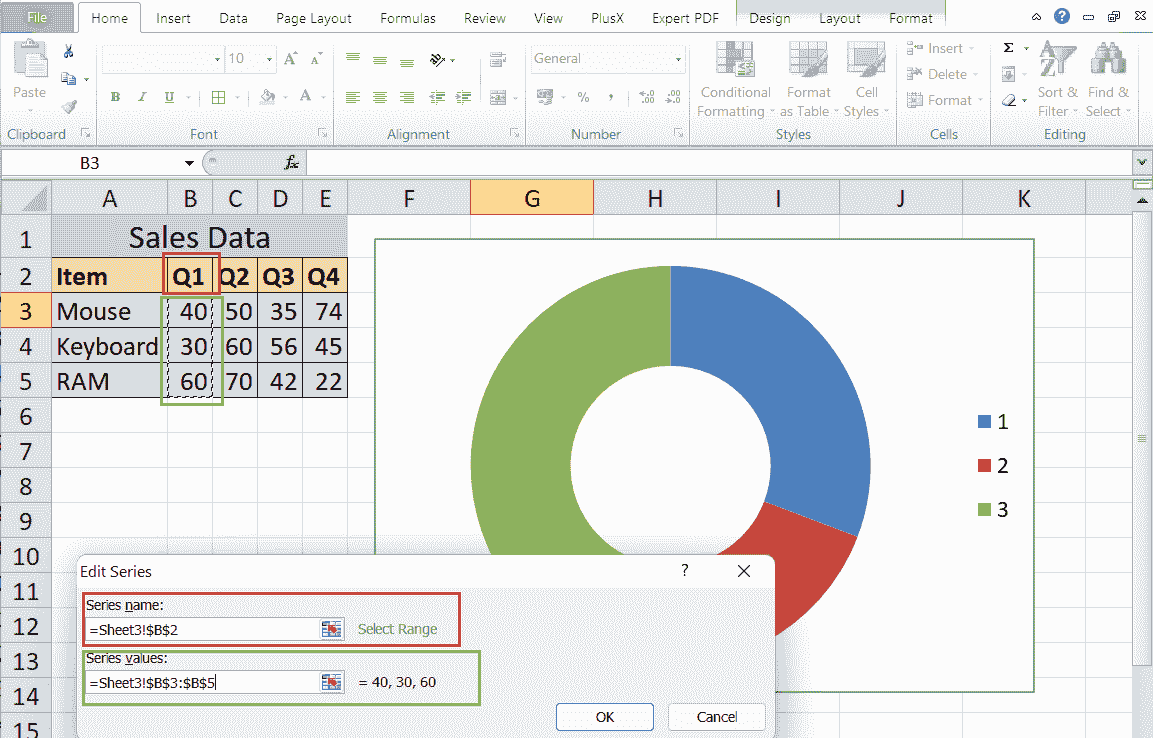 File Home Insert Data Page Layout Formulas Review View PlusX Expert PDF Design Layout Format
10 General Insert Σ
Paste Delete
B I U A % , Conditional Format Cell Format Sort & Find &
Formatting as Table Styles Filter Select
Clipboard Font Alignment Number Styles Cells Editing
B3 fx
A B C D E F G H I J K
1 Sales Data
2 Item Q1 Q2 Q3 Q4
3 Mouse 40 50 35 74
4 Keyboard 30 60 56 45
5 RAM 60 70 42 22
6
7
8
9
10
11
12
13
14
15
1
2
3
Edit Series ?
Series name:
=Sheet3!$B$2 Select Range
Series values:
=Sheet3!$B$3:$B$5 = 40, 30, 60
OK Cancel